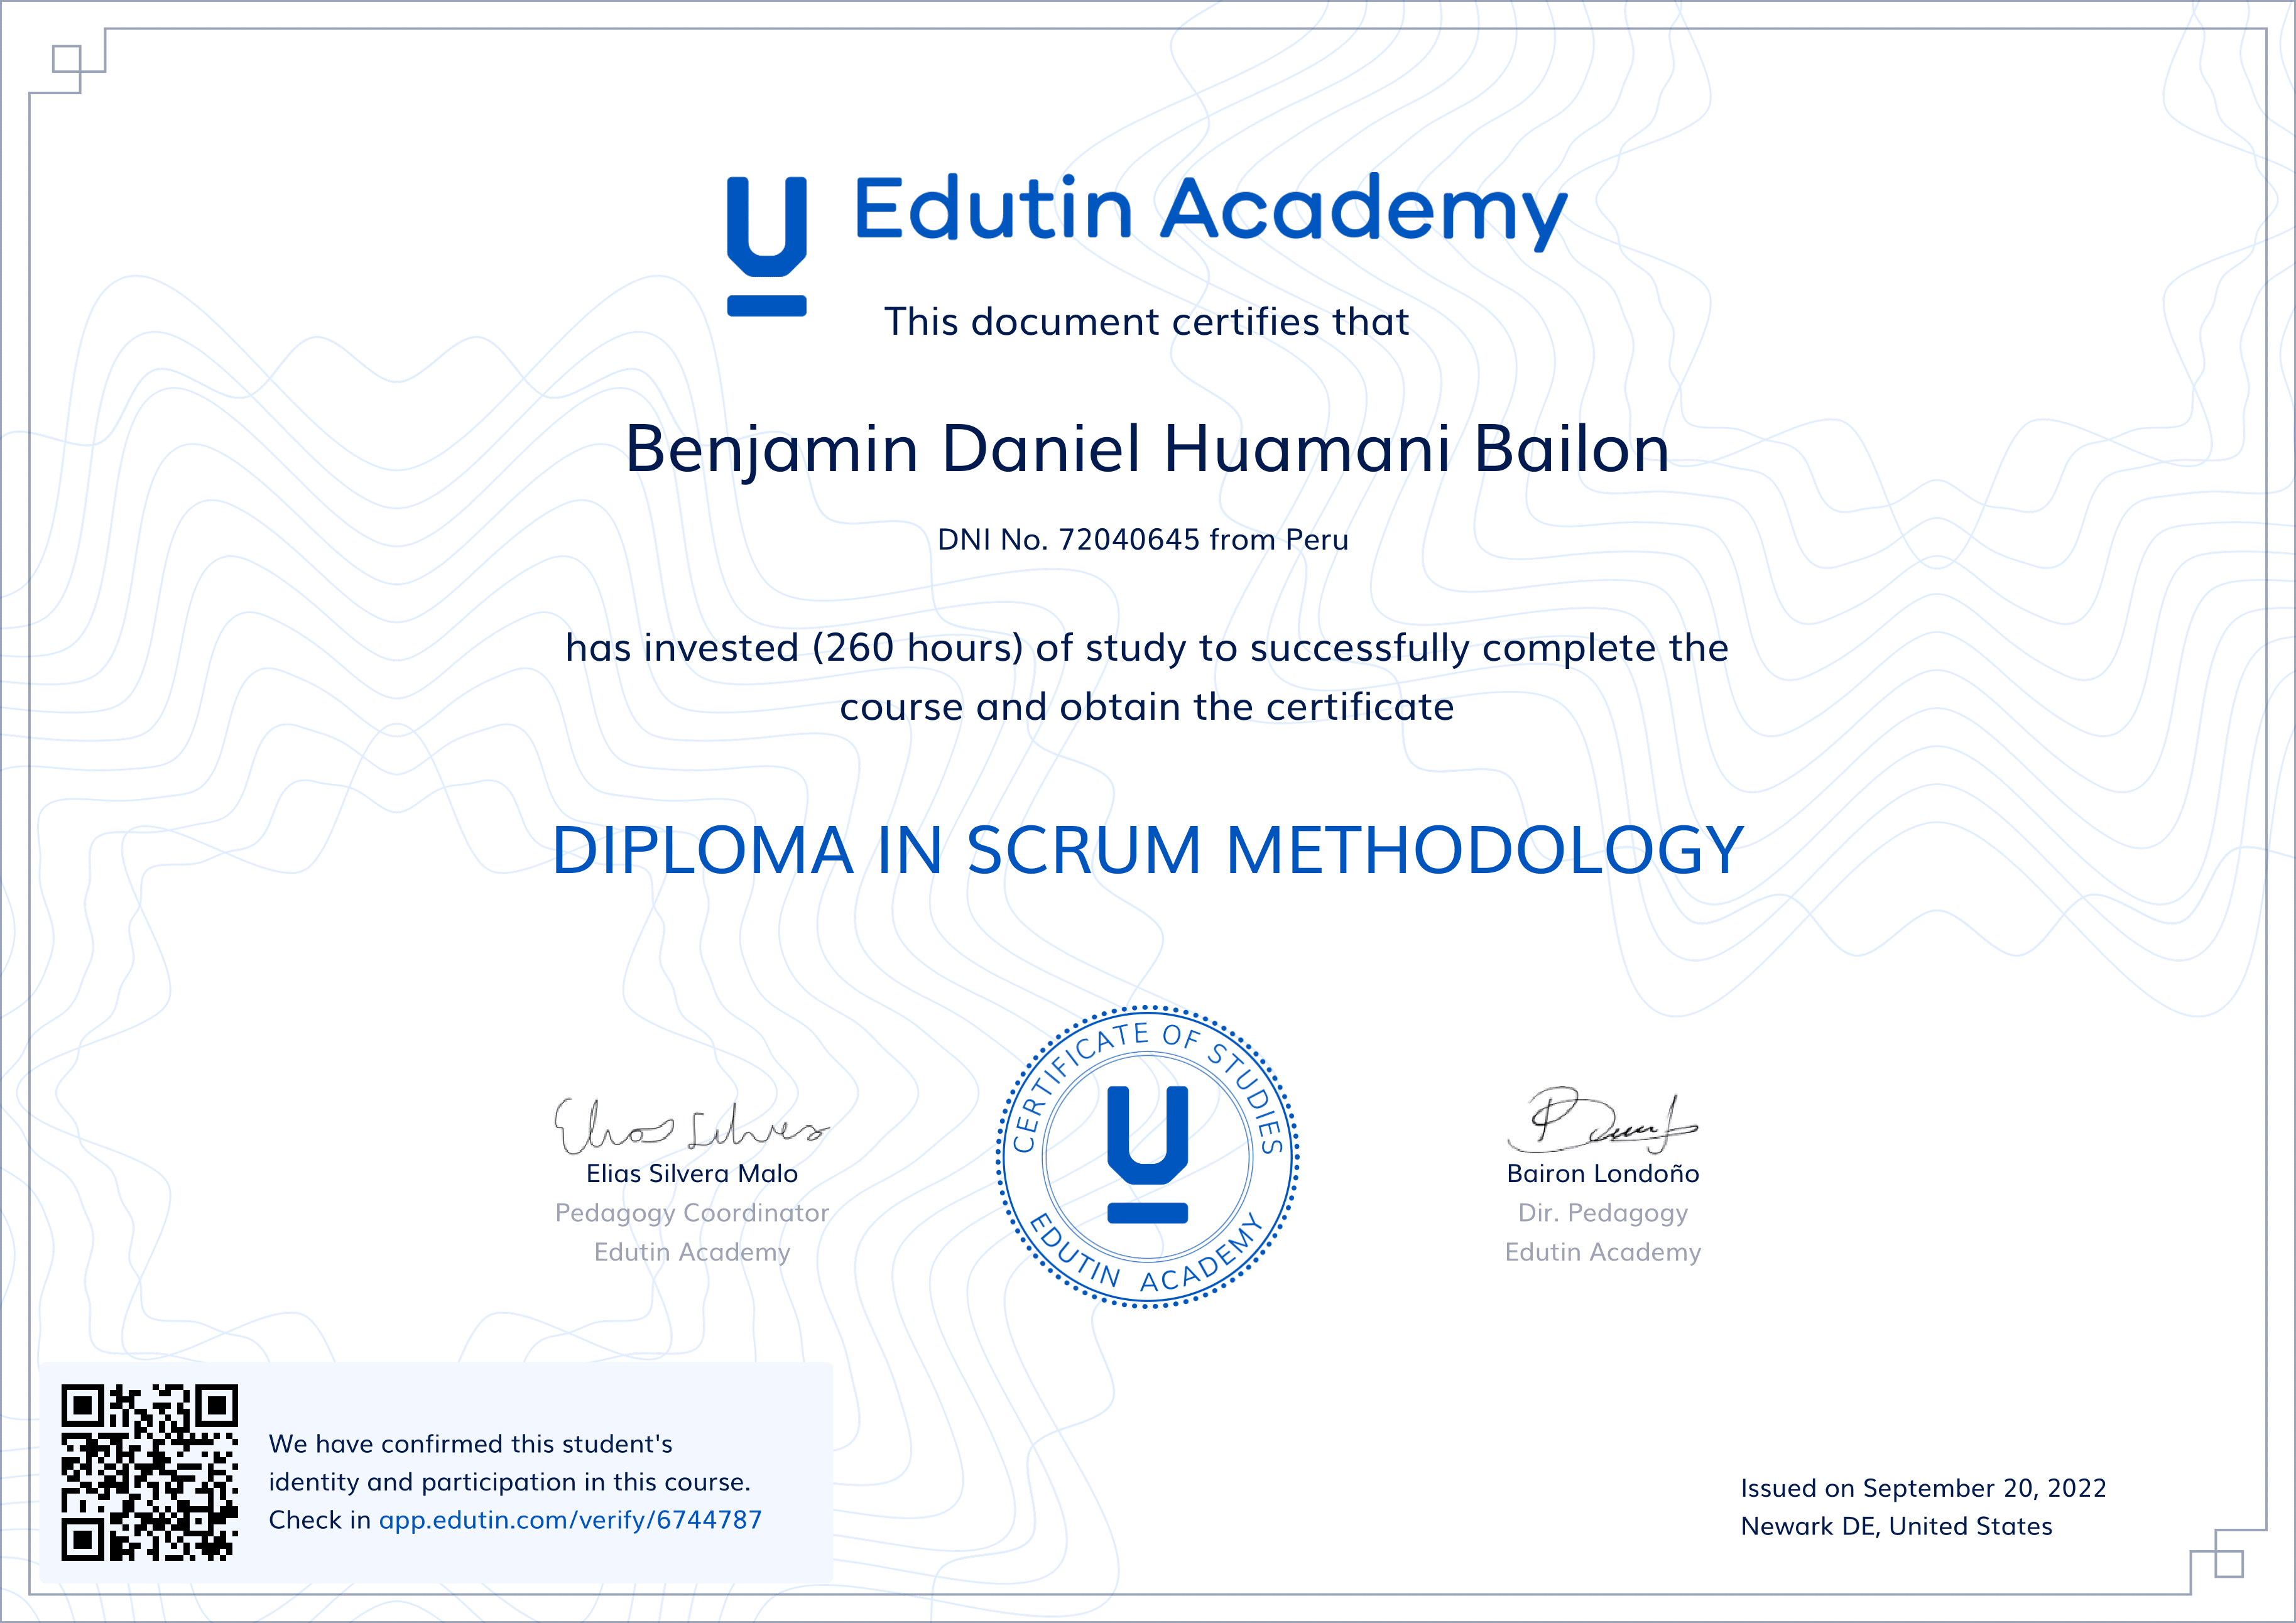 Edutin Academy
This document certifies that
Benjamin Daniel Huamani Bailon
DNI No. 72040645 from Peru
has invested (260 hours) of study to successfully complete the
course and obtain the certificate
DIPLOMA IN SCRUM METHODOLOGY
CERTIFICATE OF STUDIES
EDUTIN ACADEMY
Elias Silvera Malo
Pedagogy Coordinator
Edutin Academy
Bairon Londoño
Dir. Pedagogy
Edutin Academy
We have confirmed this student's
identity and participation in this course.
Check in app.edutin.com/verify/6744787
Issued on September 20, 2022
Newark DE, United States